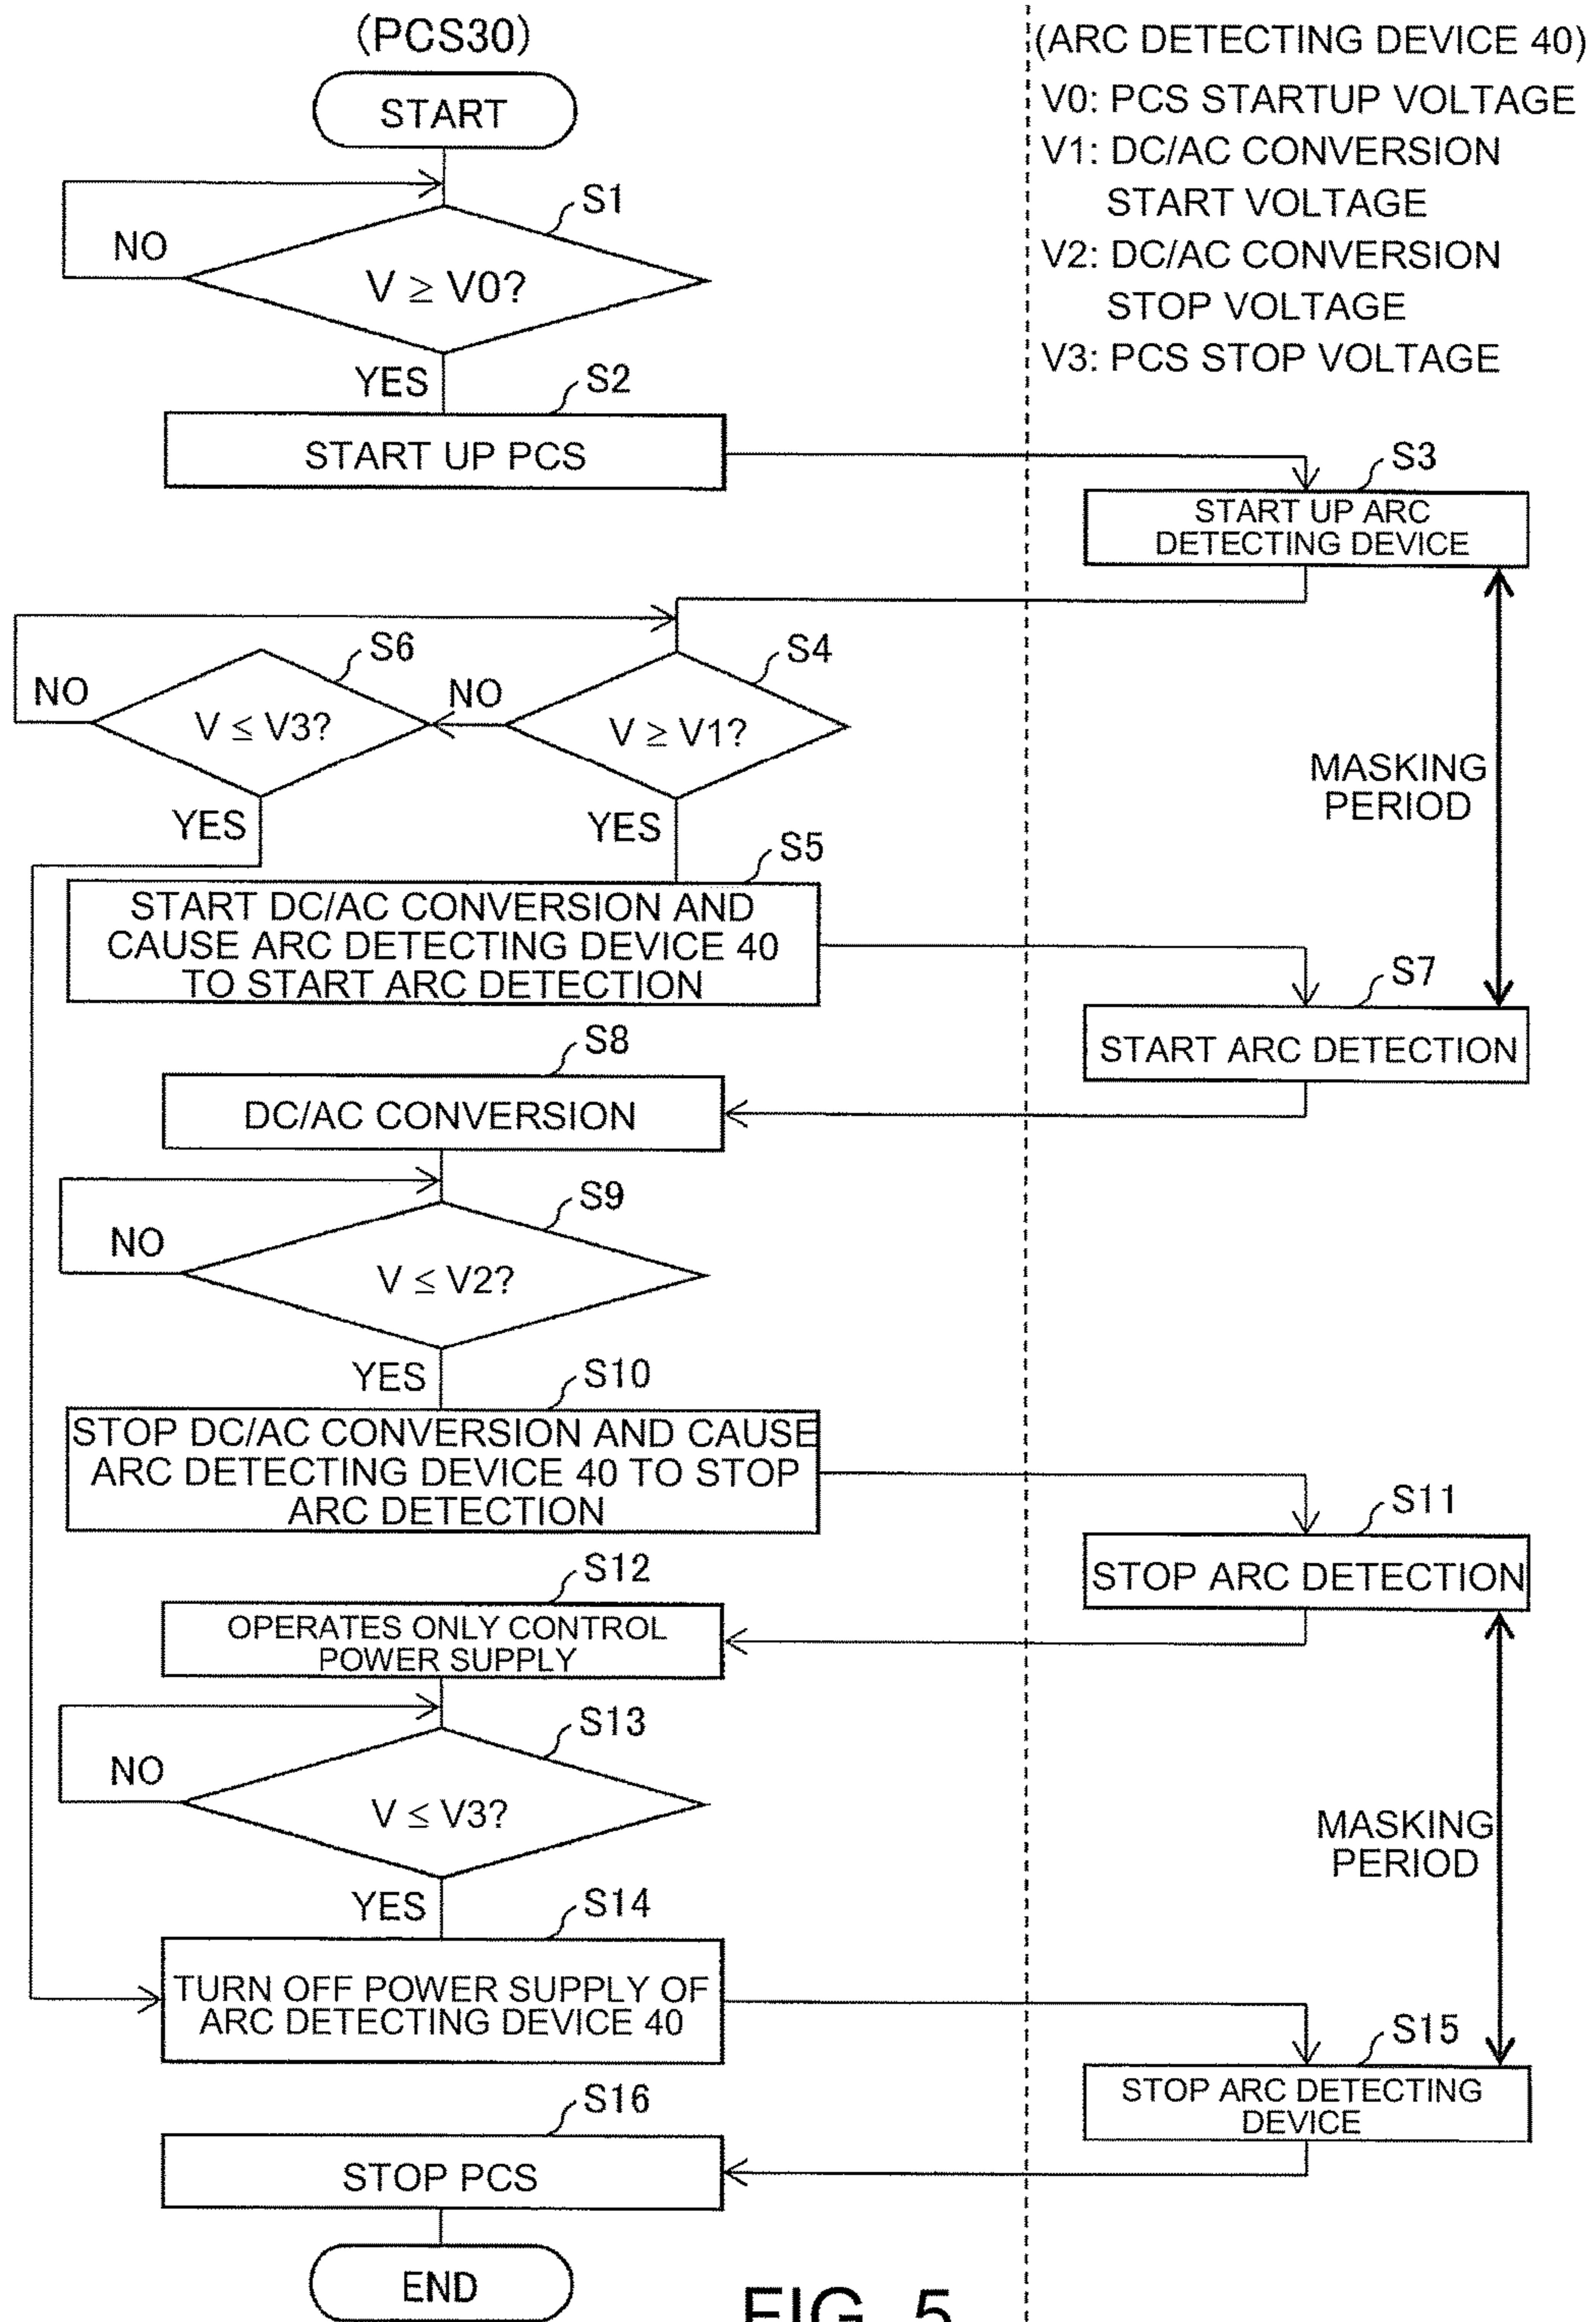 (PCS30)
(ARC DETECTING DEVICE 40)
START
V0: PCS STARTUP VOLTAGE
V1: DC/AC CONVERSION
START VOLTAGE
V2: DC/AC CONVERSION
STOP VOLTAGE
V3: PCS STOP VOLTAGE
S1
NO
V ≥ V0?
YES
S2
START UP PCS
S3
START UP ARC
DETECTING DEVICE
S6
S4
NO
NO
V ≤ V3?
V ≥ V1?
MASKING
PERIOD
YES
YES
S5
START DC/AC CONVERSION AND
CAUSE ARC DETECTING DEVICE 40
TO START ARC DETECTION
S7
START ARC DETECTION
S8
DC/AC CONVERSION
S9
NO
V ≤ V2?
YES
S10
STOP DC/AC CONVERSION AND CAUSE
ARC DETECTING DEVICE 40 TO STOP
ARC DETECTION
S11
STOP ARC DETECTION
S12
OPERATES ONLY CONTROL
POWER SUPPLY
S13
NO
V ≤ V3?
MASKING
PERIOD
YES
S14
TURN OFF POWER SUPPLY OF
ARC DETECTING DEVICE 40
S15
STOP ARC DETECTING
DEVICE
S16
STOP PCS
END
FIG. 5